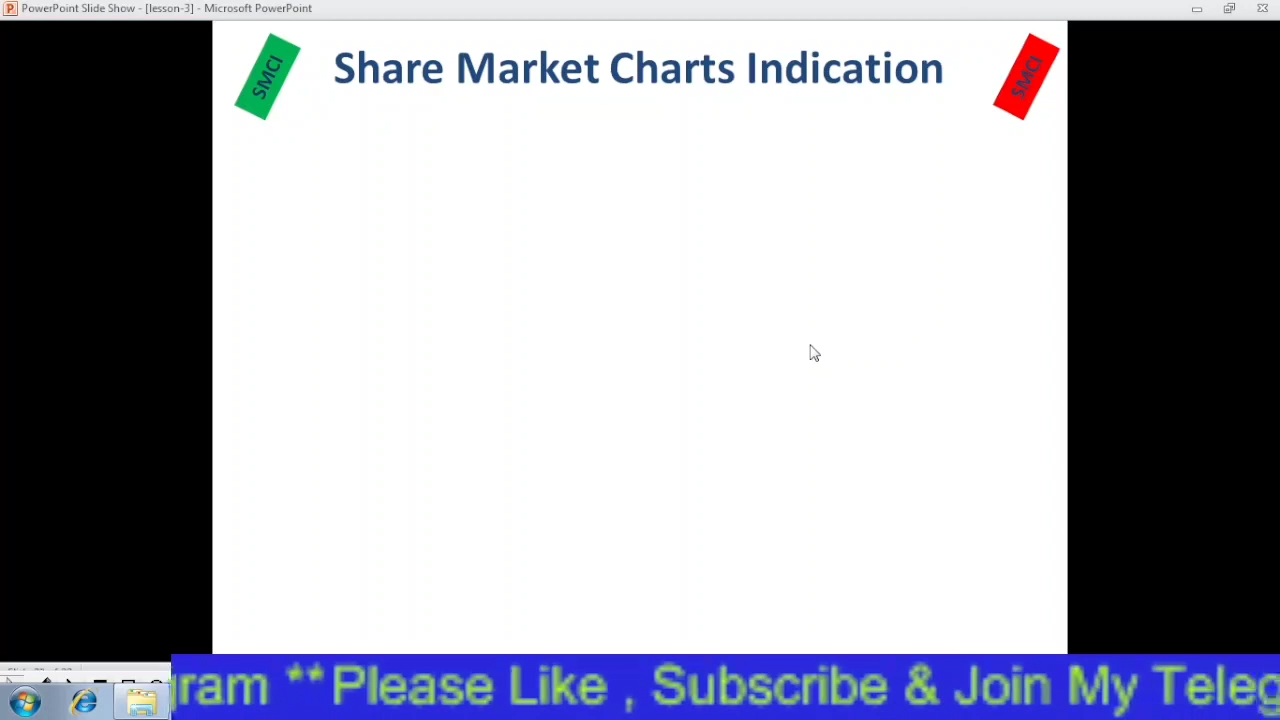 PowerPoint Slide Show - [lesson-3] - Microsoft PowerPoint
SMCI
Share Market Charts Indication
SMCI
ram **Please Like , Subscribe & Join My Teleg